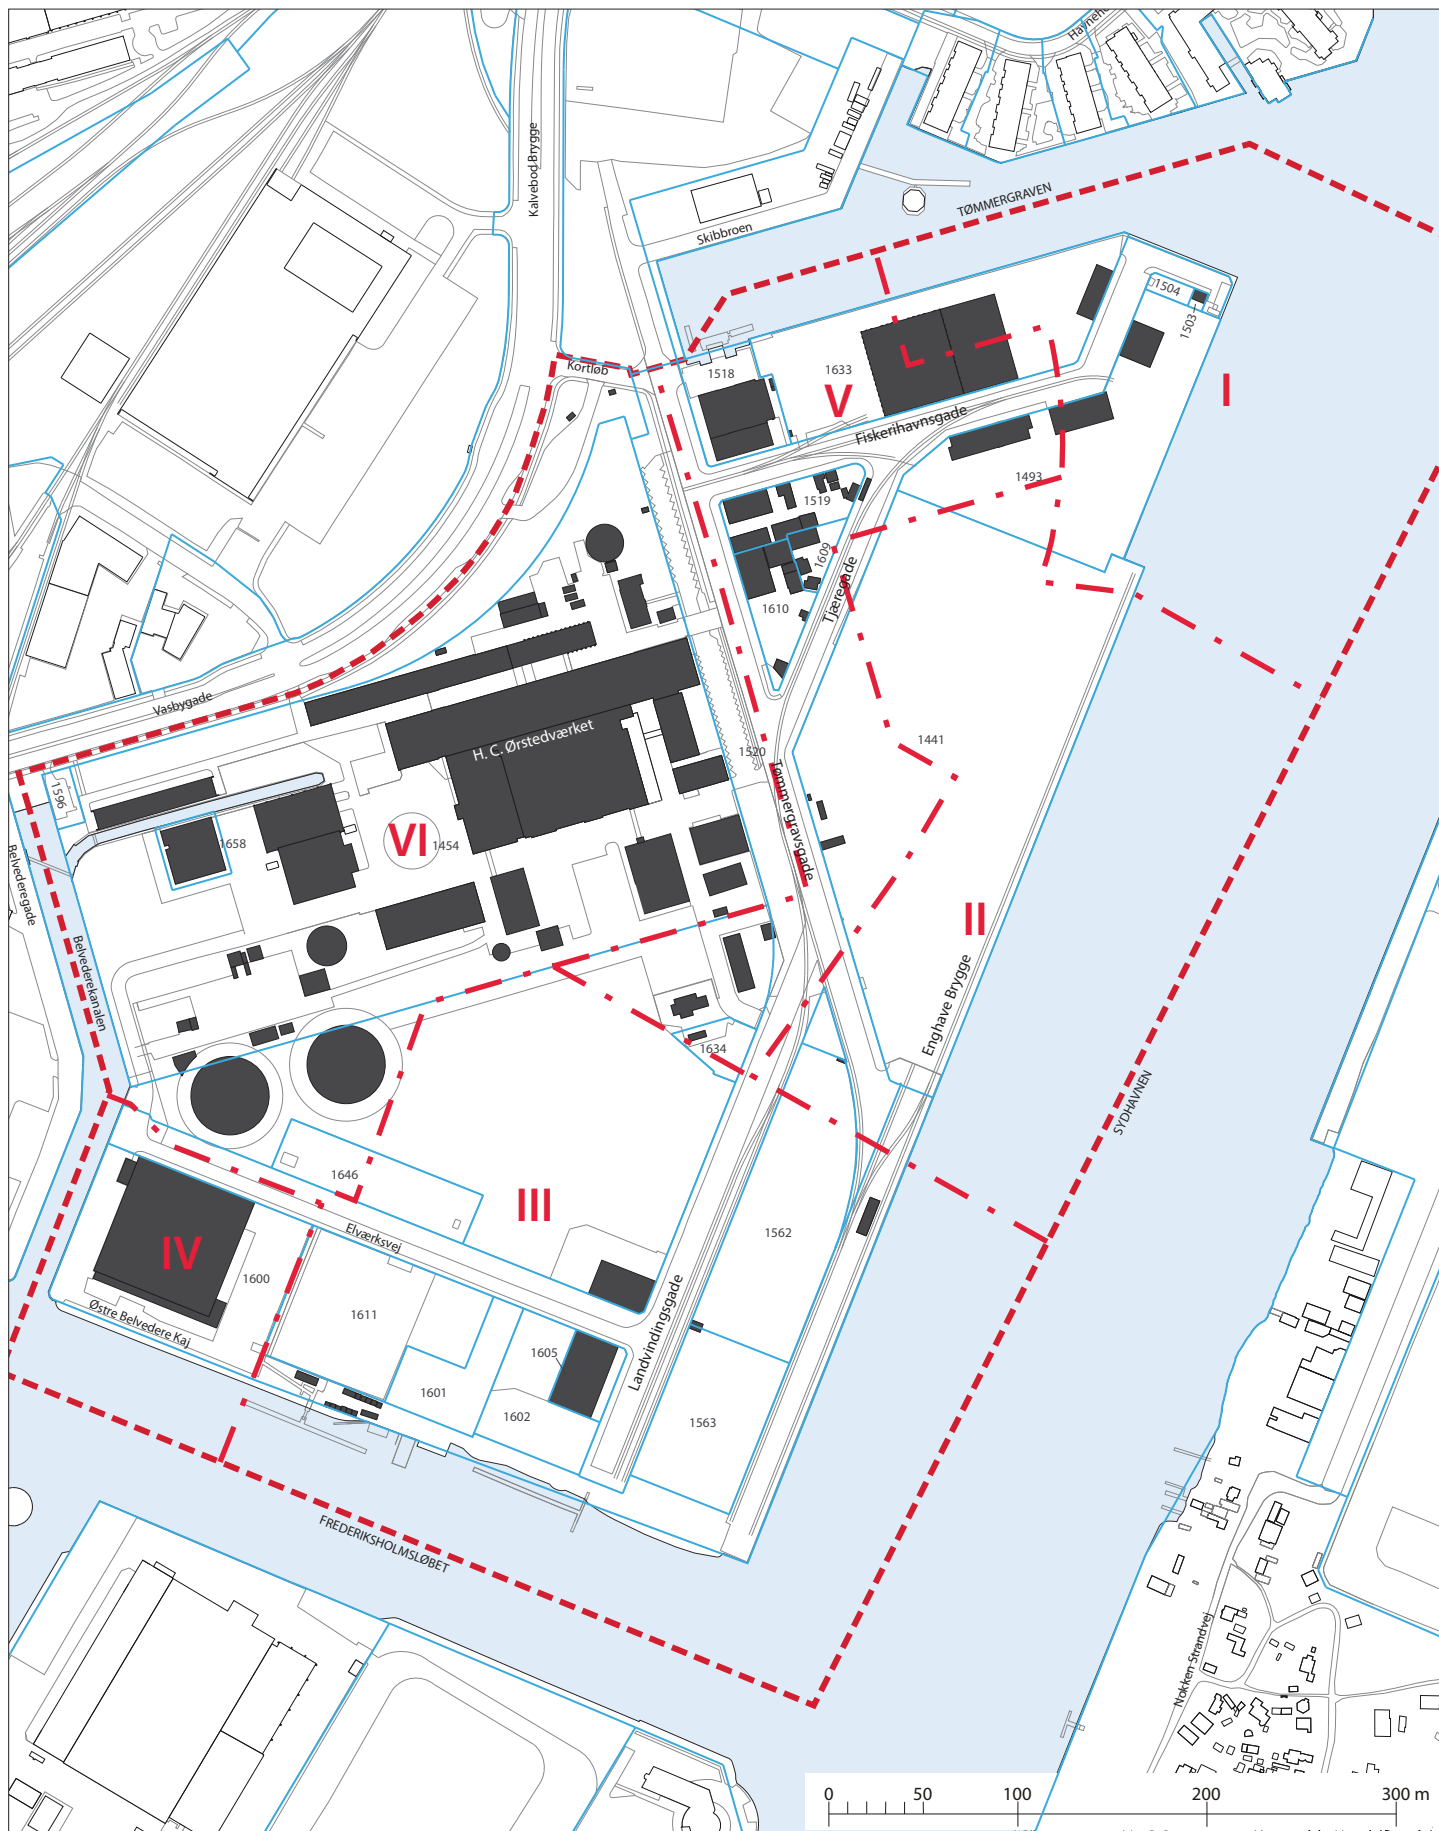 Kalvebod Brygge
Skibbroen
TØMMERGRAVEN
1504
1503
I
Kortløb
1518
1633
V
Fiskerihavnsgade
1493
1519
1609
1610
Tjæregade
Vasbygade
H. C. Ørstedværket
1520
1441
Tømmergravsgade
1596
1658
VI
1454
Belvederegade
Belvederekanalen
II
Enghave Brygge
1634
SYDHAVNEN
1646
III
Elværksvej
1562
IV
1600
Østre Belvedere Kaj
1611
1605
1601
1602
Landvindingsgade
1563
FREDERIKSHOLMSLØBET
Nokken Strandvej
0 50 100 200 300 m